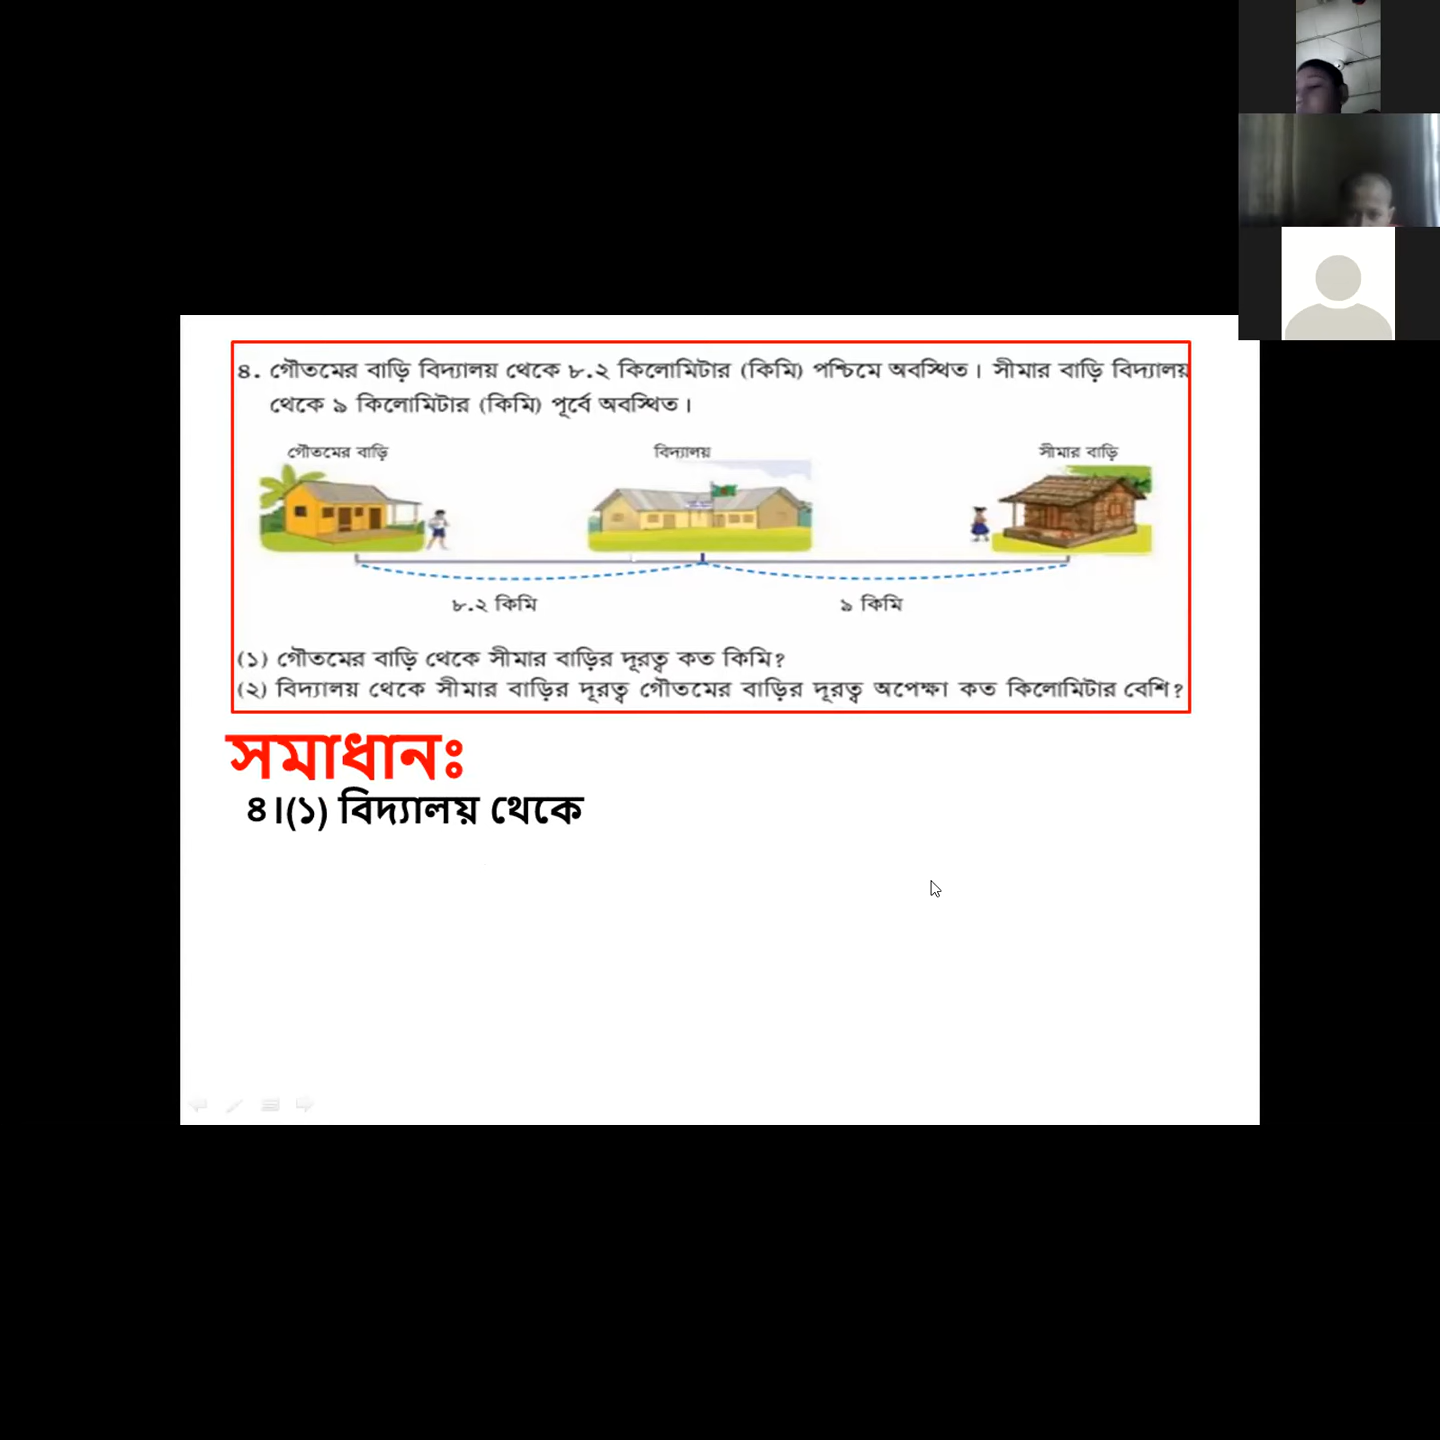 ৪. গৌতমের বাড়ি বিদ্যালয় থেকে ৮.২ কিলোমিটার (কিমি) পশ্চিমে অবস্থিত। সীমার বাড়ি বিদ্যালয়
থেকে ৯ কিলোমিটার (কিমি) পূর্বে অবস্থিত।
গৌতমের বাড়ি বিদ্যালয় সীমার বাড়ি
৮.২ কিমি ৯ কিমি
(১) গৌতমের বাড়ি থেকে সীমার বাড়ির দূরত্ব কত কিমি?
(২) বিদ্যালয় থেকে সীমার বাড়ির দূরত্ব গৌতমের বাড়ির দূরত্ব অপেক্ষা কত কিলোমিটার বেশি?
সমাধানঃ
৪।(১) বিদ্যালয় থেকে